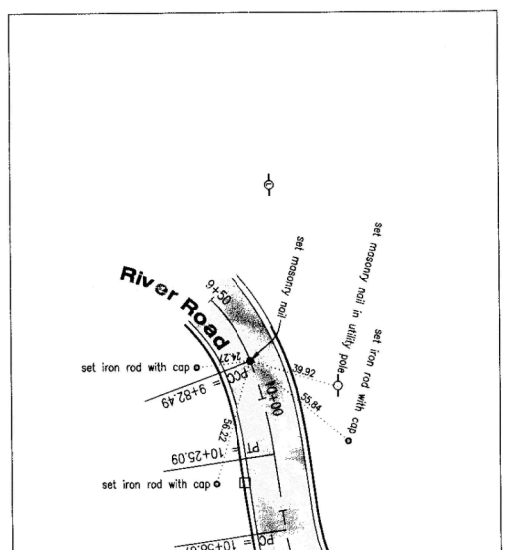 River Road
9+50
set masonry nail
set masonry nail in utility pole
set iron rod with cap
set iron rod with cap
24.27
39.92
55.84
PCC = 9+82.49
10+00
56.22
PT = 10+25.09
set iron rod with cap